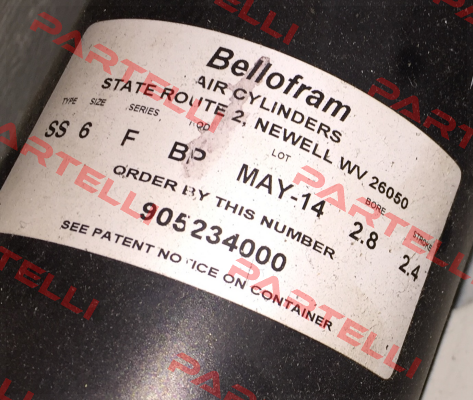 Bellofram
AIR CYLINDERS
STATE ROUTE 2, NEWELL WV 26050
TYPE SIZE SERIES ROD LOT BORE STROKE
SS 6 F BP MAY-14 2.8 2.4
ORDER BY THIS NUMBER
905234000
SEE PATENT NOTICE ON CONTAINER
PARTELLI
PARTELLI
PARTELLI
PARTELLI
PARTELLI
PARTELLI
PARTELLI